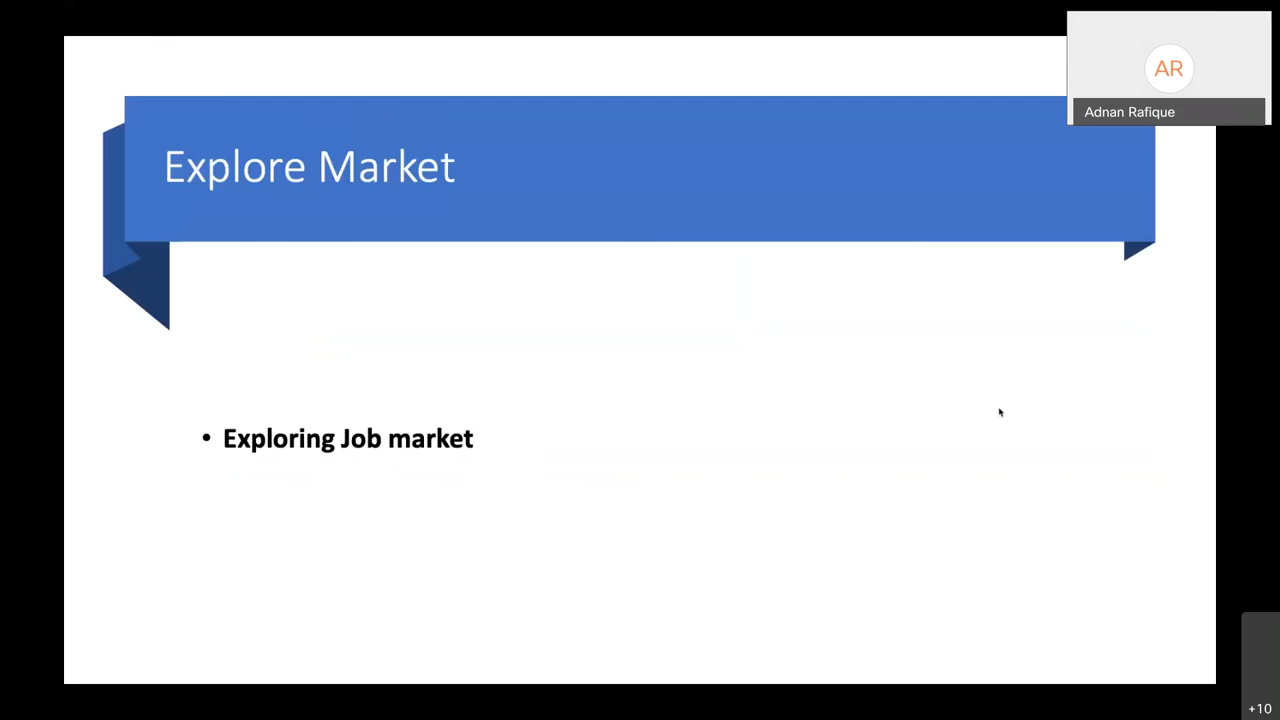 AR
Adnan Rafique
Explore Market
• Exploring Job market
+10